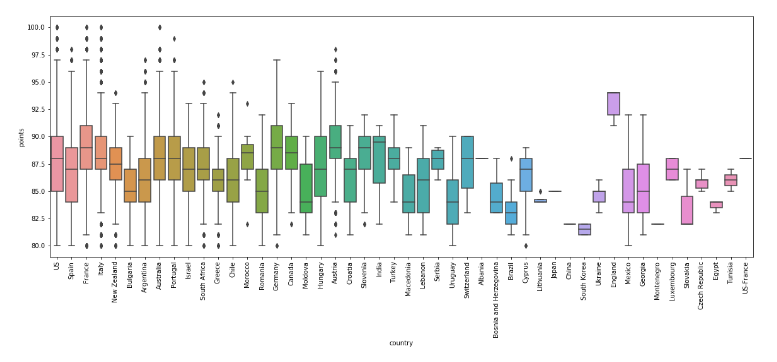 100.0
97.5
95.0
92.5
90.0
87.5
85.0
82.5
80.0
points
US
Spain
France
Italy
New Zealand
Bulgaria
Argentina
Australia
Portugal
Israel
South Africa
Greece
Chile
Morocco
Romania
Germany
Canada
Moldova
Hungary
Austria
Croatia
Slovenia
India
Turkey
Macedonia
Lebanon
Serbia
Uruguay
Switzerland
Albania
Bosnia and Herzegovina
Brazil
Cyprus
Lithuania
Japan
China
South Korea
Ukraine
England
Mexico
Georgia
Montenegro
Luxembourg
Slovakia
Czech Republic
Egypt
Tunisia
US-France
country